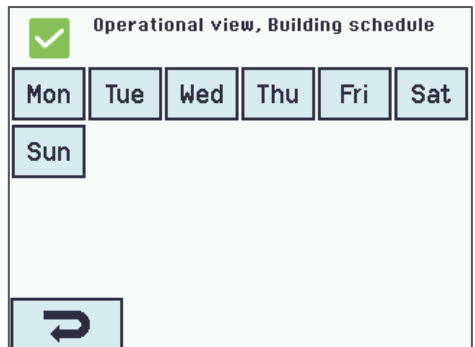 Operational view, Building schedule
Mon Tue Wed Thu Fri Sat
Sun